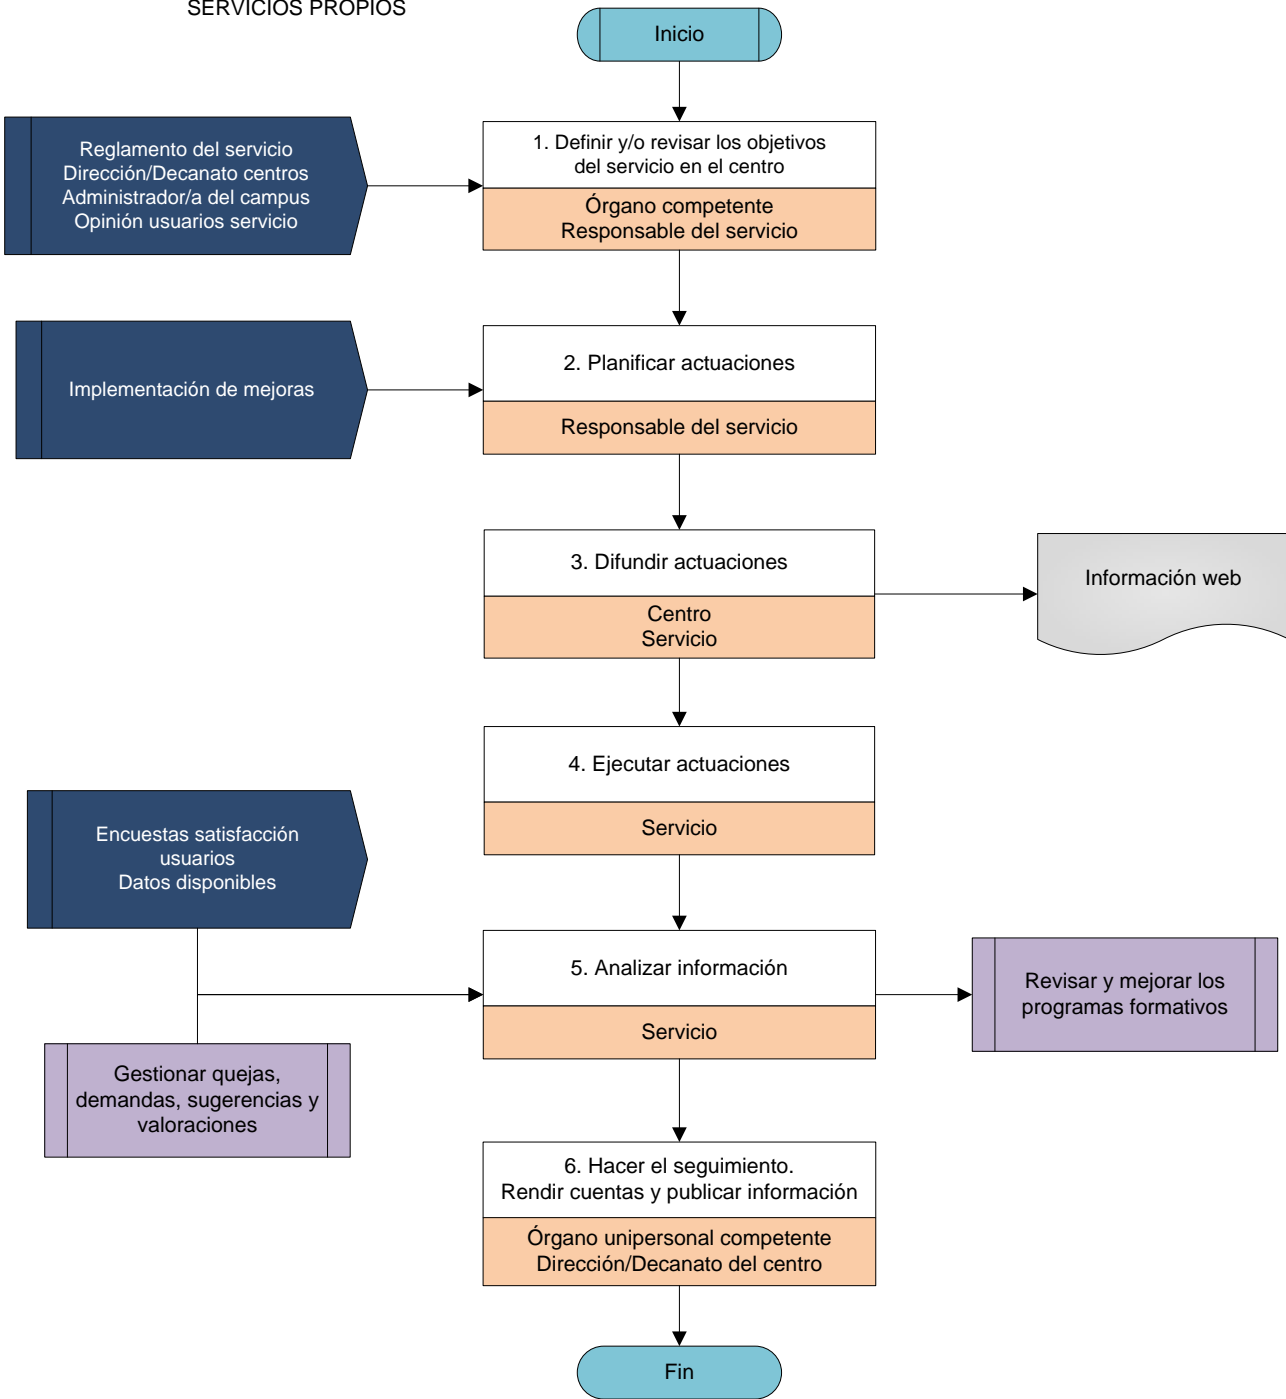 SERVICIOS PROPIOS
Inicio
Reglamento del servicio
Dirección/Decanato centros
Administrador/a del campus
Opinión usuarios servicio
1. Definir y/o revisar los objetivos
del servicio en el centro
Órgano competente
Responsable del servicio
Implementación de mejoras
2. Planificar actuaciones
Responsable del servicio
3. Difundir actuaciones
Centro
Servicio
Información web
4. Ejecutar actuaciones
Servicio
Encuestas satisfacción
usuarios
Datos disponibles
5. Analizar información
Servicio
Revisar y mejorar los
programas formativos
Gestionar quejas,
demandas, sugerencias y
valoraciones
6. Hacer el seguimiento.
Rendir cuentas y publicar información
Órgano unipersonal competente
Dirección/Decanato del centro
Fin